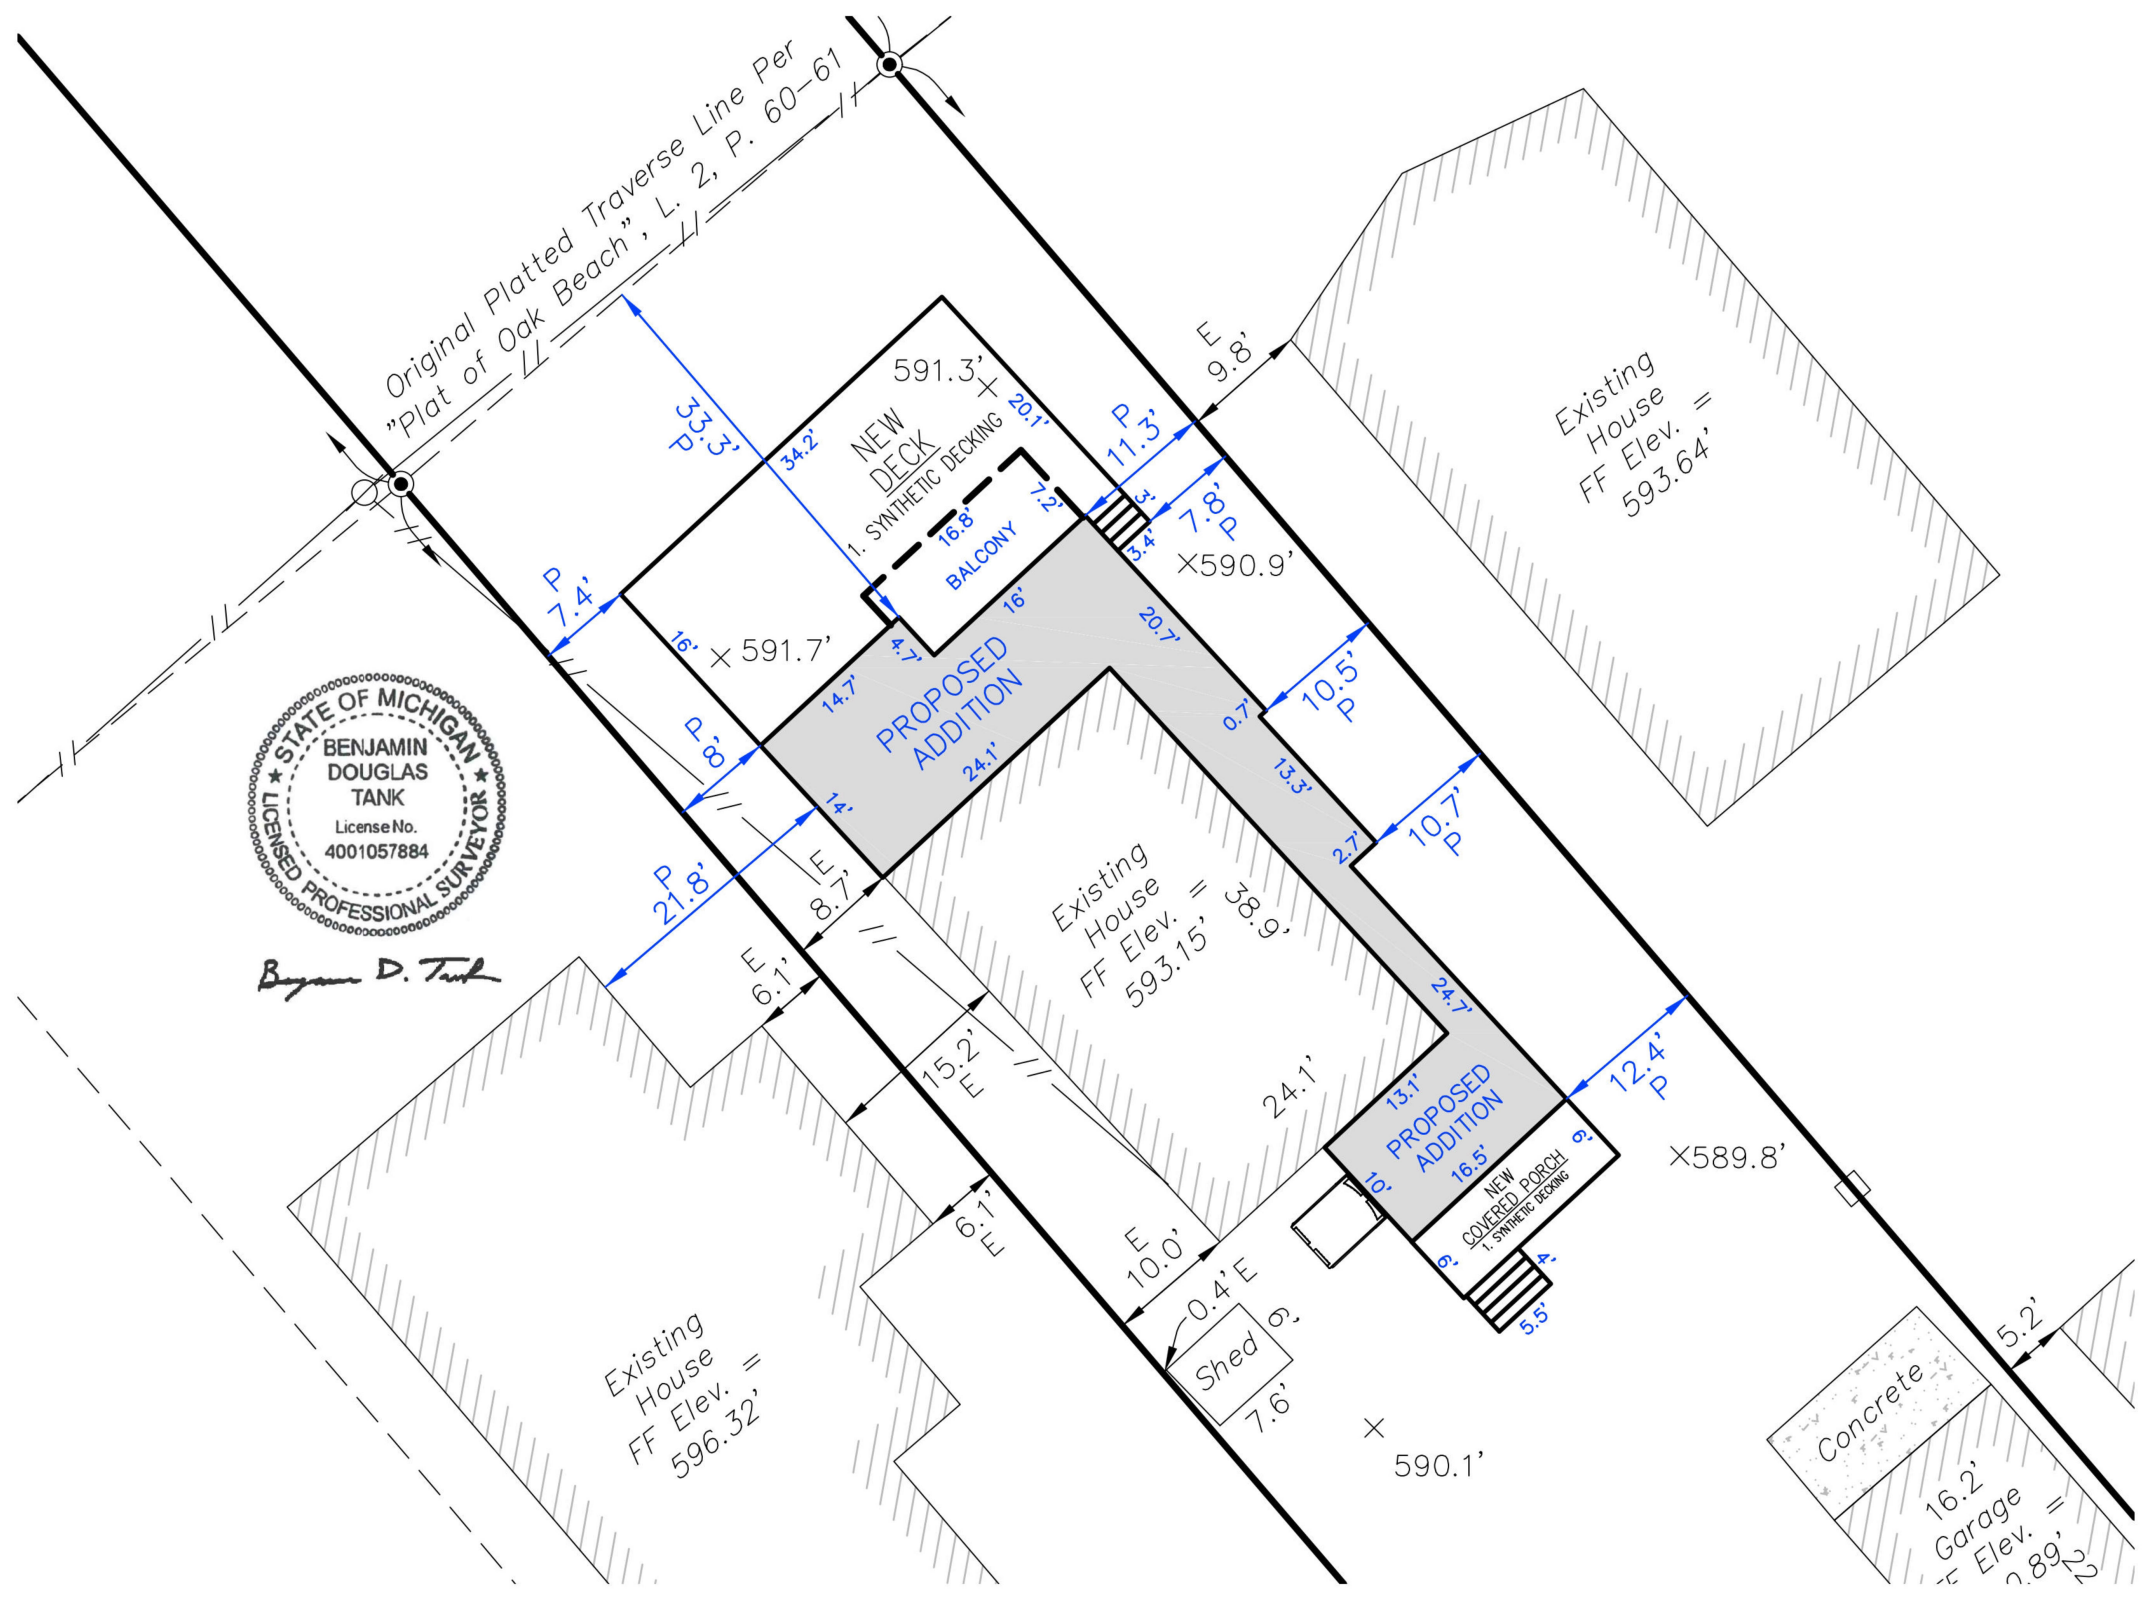 Original Platted Traverse Line Per
"Plat of Oak Beach", L. 2, P. 60-61
33.3'
P
34.2'
591.3'
NEW
DECK
1. SYNTHETIC DECKING
20.1'
P
11.3'
E
9.8'
3'
3.4'
7.8'
P
590.9'
Existing
House
FF Elev. =
593.64'
16.8'
7.2'
BALCONY
16'
P
7.4'
16'
591.7'
4.7'
14.7'
PROPOSED
ADDITION
24.1'
20.7'
0.7'
10.5'
P
13.3'
2.7'
10.7'
P
P
8'
14'
P
21.8'
E
8.7'
E
6.1'
STATE OF MICHIGAN
BENJAMIN
DOUGLAS
TANK
License No.
4001057884
LICENSED PROFESSIONAL SURVEYOR
Existing
House
FF Elev. =
593.15'
38.9'
24.1'
24.7'
12.4'
P
15.2'
E
6.1'
E
13.1'
PROPOSED
ADDITION
16.5'
10'
6'
NEW
COVERED PORCH
1. SYNTHETIC DECKING
6'
4'
5.5'
589.8'
E
10.0'
0.4' E
6'
Shed
7.6'
590.1'
Existing
House
FF Elev. =
596.32'
5.2'
Concrete
16.2'
Garage
FF Elev. =
0.89'
22